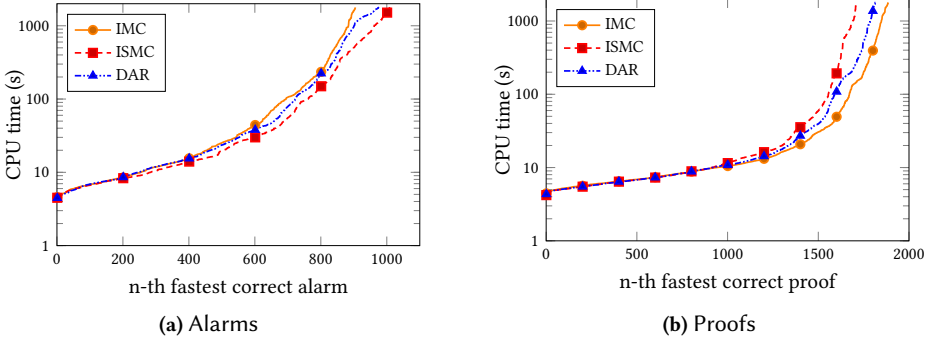 1000
100
10
1
CPU time (s)
IMC
ISMC
DAR
0
200
400
600
800
1000
n-th fastest correct alarm
(a) Alarms
1000
100
10
1
CPU time (s)
IMC
ISMC
DAR
0
500
1000
1500
2000
n-th fastest correct proof
(b) Proofs